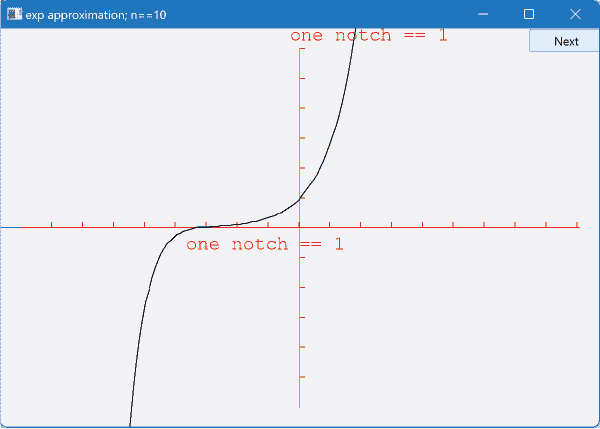 exp approximation; n==10
one notch == 1
Next
one notch == 1